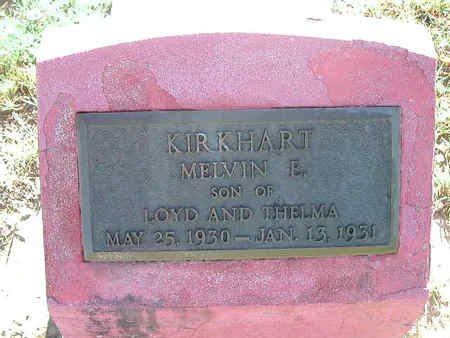 KIRKHART
MELVIN E.
SON OF
LOYD AND THELMA
MAY 25, 1930 — JAN. 13, 1931